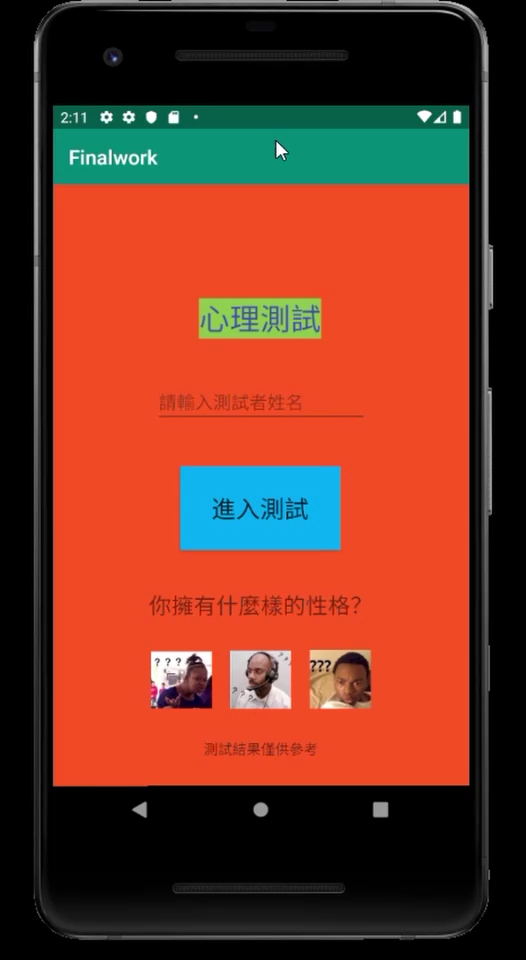 2:11
Finalwork
心理測試
請輸入測試者姓名
進入測試
你擁有什麼樣的性格?
? ? ? ?
? ? ? ? ?
???
測試結果僅供參考